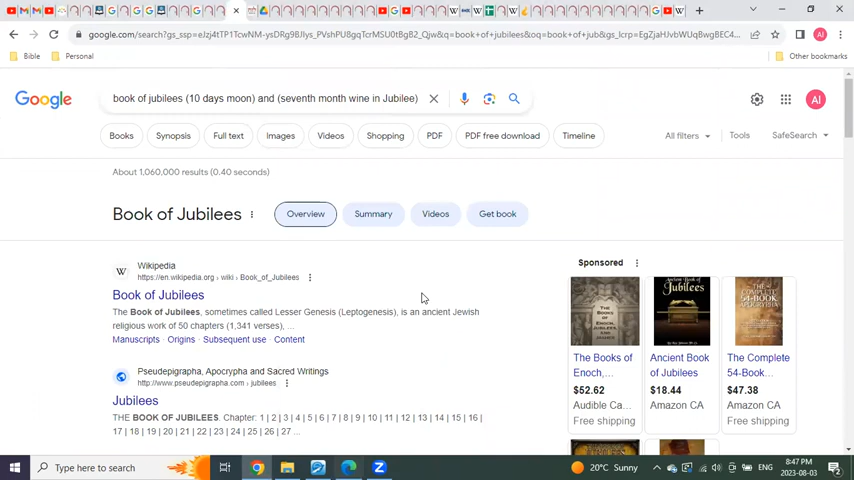 google.com/search?gs_ssp=eJzj4tTP1TcwNM-ysDRg9BJIys_PVshPU8gqTcrMSU0tBgB2_Qjw&q=book+of+jubilees&oq=book+of+jub&gs_lcrp=EgZjaHJvbWUqBwgBEC4...
AI
Bible
Personal
Other bookmarks
Google
book of jubilees (10 days moon) and (seventh month wine in Jubilee)
AI
Books
Synopsis
Full text
Images
Videos
Shopping
PDF
PDF free download
Timeline
All filters
Tools
SafeSearch
About 1,060,000 results (0.40 seconds)
Book of Jubilees
Overview
Summary
Videos
Get book
Wikipedia
https://en.wikipedia.org › wiki › Book_of_Jubilees
Book of Jubilees
The Book of Jubilees, sometimes called Lesser Genesis (Leptogenesis), is an ancient Jewish
religious work of 50 chapters (1,341 verses), ...
Manuscripts · Origins · Subsequent use · Content
Pseudepigrapha, Apocrypha and Sacred Writings
http://www.pseudepigrapha.com › jubilees
Jubilees
THE BOOK OF JUBILEES. Chapter: 1 | 2 | 3 | 4 | 5 | 6 | 7 | 8 | 9 | 10 | 11 | 12 | 13 | 14 | 15 | 16 |
17 | 18 | 19 | 20 | 21 | 22 | 23 | 24 | 25 | 26 | 27 ...
Sponsored
The Books of
Enoch,...
$52.62
Audible Ca...
Free shipping
Ancient Book
of Jubilees
$18.44
Amazon CA
The Complete
54-Book...
$47.38
Amazon CA
Free shipping
Type here to search
20°C Sunny
ENG
8:47 PM
2023-08-03
2